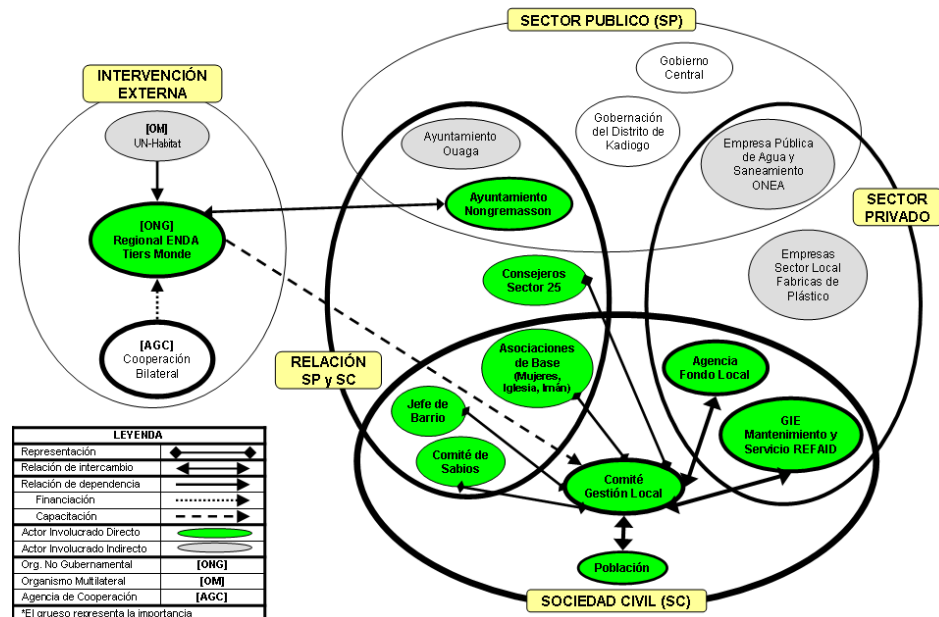 SECTOR PUBLICO (SP)
INTERVENCIÓN
EXTERNA
[OM]
UN-Habitat
[ONG]
Regional ENDA
Tiers Monde
[AGC]
Cooperación
Bilateral
Gobierno
Central
Gobernación
del Distrito de
Kadiogo
Ayuntamiento
Ouaga
Ayuntamiento
Nongremasson
Empresa Pública
de Agua y
Saneamiento
ONEA
SECTOR
PRIVADO
Empresas
Sector Local
Fabricas de
Plástico
Consejeros
Sector 25
RELACIÓN
SP y SC
Asociaciones
de Base
(Mujeres,
Iglesia, Imán)
Agencia
Fondo Local
Jefe de
Barrio
GIE
Mantenimiento y
Servicio REFAID
Comité de
Sabios
Comité
Gestión Local
Población
SOCIEDAD CIVIL (SC)
LEYENDA
Representación
Relación de intercambio
Relación de dependencia
Financiación
Capacitación
Actor Involucrado Directo
Actor Involucrado Indirecto
Org. No Gubernamental [ONG]
Organismo Multilateral [OM]
Agencia de Cooperación [AGC]
*El grueso representa la importancia